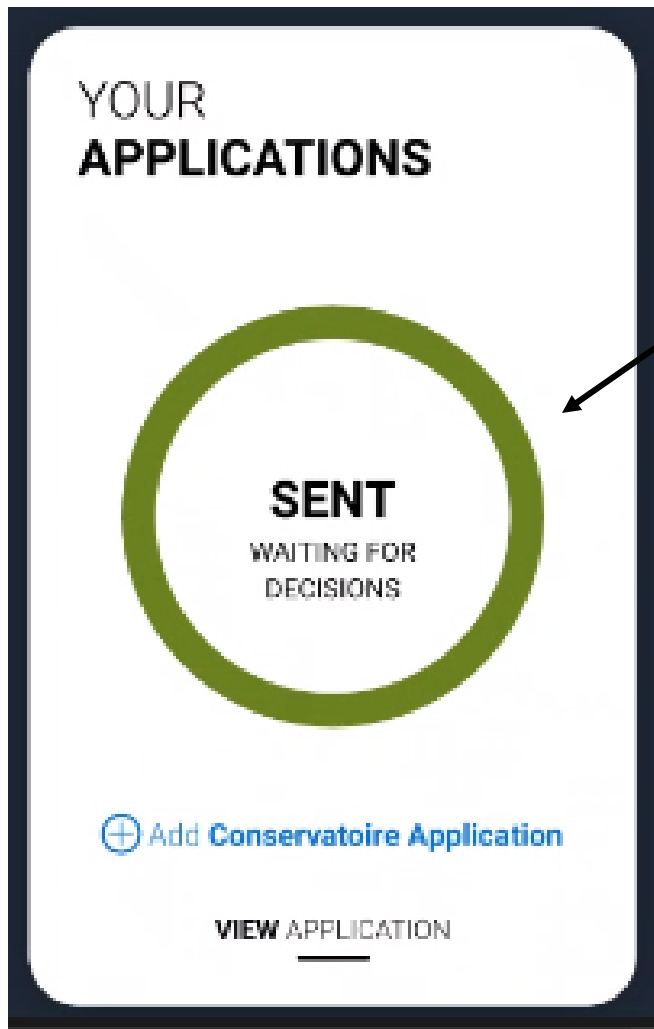 YOUR
APPLICATIONS
SENT
WAITING FOR
DECISIONS
Add Conservatoire Application
VIEW APPLICATION